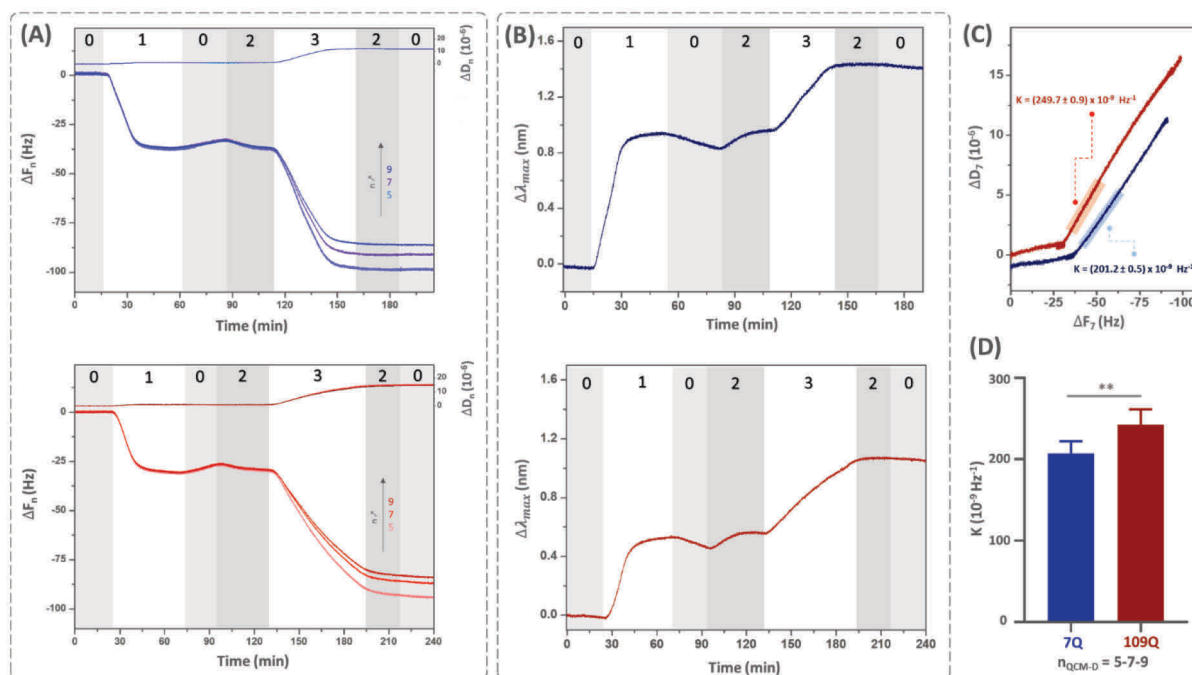 (A)
0 1 0 2 3 2 0
20
10
0
ΔDn (10-6)
0
-25
-50
-75
-100
ΔFn (Hz)
9
7
5
0 30 60 90 120 150 180
Time (min)
0 1 0 2 3 2 0
20
10
0
ΔDn (10-6)
0
-25
-50
-75
-100
ΔFn (Hz)
9
7
5
0 30 60 90 120 150 180 210 240
Time (min)
(B)
0 1 0 2 3 2 0
1.6
1.2
0.8
0.4
0.0
Δλmax (nm)
0 30 60 90 120 150 180
Time (min)
0 1 0 2 3 2 0
1.6
1.2
0.8
0.4
0.0
Δλmax (nm)
0 30 60 90 120 150 180 210 240
Time (min)
(C)
15
10
5
0
ΔD7 (10-6)
K = (249.7 ± 0.9) x 10-9 Hz-1
K = (201.2 ± 0.5) x 10-9 Hz-1
0 -25 -50 -75 -100
ΔF7 (Hz)
(D)
300
200
100
0
K (10-9 Hz-1)
**
7Q 109Q
nQCM-D = 5-7-9